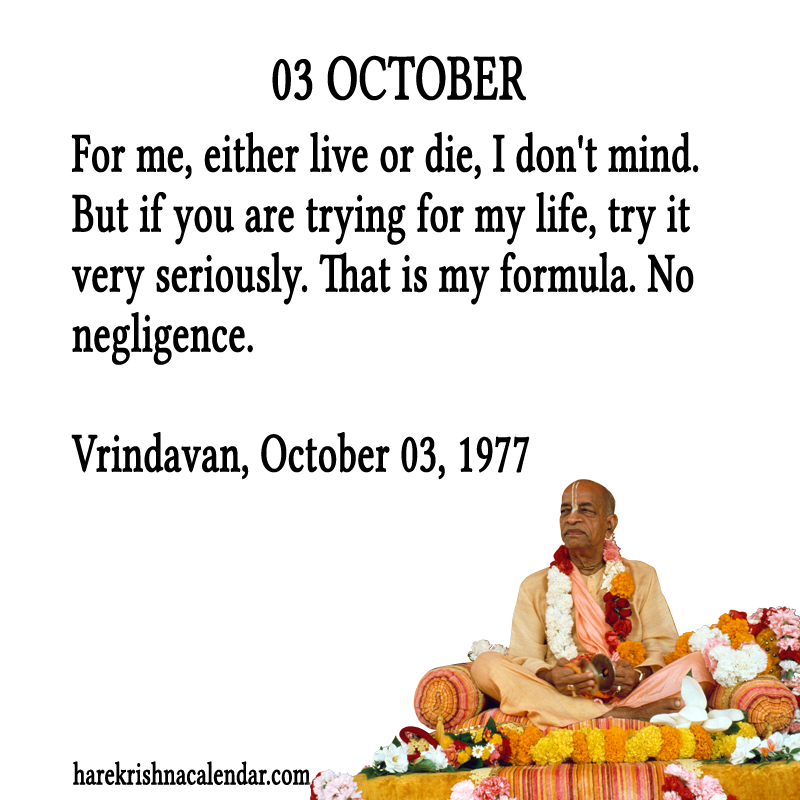 03 OCTOBER
For me, either live or die, I don't mind.
But if you are trying for my life, try it
very seriously. That is my formula. No
negligence.
Vrindavan, October 03, 1977
harekrishnacalendar.com